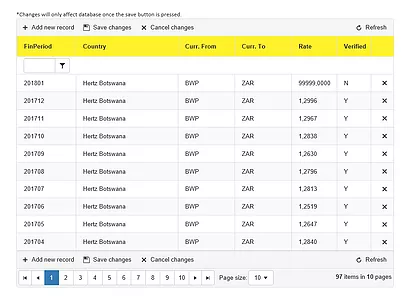 *Changes will only affect database once the save button is pressed.
+ Add new record Save changes × Cancel changes Refresh
FinPeriod Country Curr. From Curr. To Rate Verified
201801 Hertz Botswana BWP ZAR 99999,0000 N ×
201712 Hertz Botswana BWP ZAR 1,2996 Y ×
201711 Hertz Botswana BWP ZAR 1,2967 Y ×
201710 Hertz Botswana BWP ZAR 1,2838 Y ×
201709 Hertz Botswana BWP ZAR 1,2630 Y ×
201708 Hertz Botswana BWP ZAR 1,2796 Y ×
201707 Hertz Botswana BWP ZAR 1,2813 Y ×
201706 Hertz Botswana BWP ZAR 1,2519 Y ×
201705 Hertz Botswana BWP ZAR 1,2647 Y ×
201704 Hertz Botswana BWP ZAR 1,2840 Y ×
+ Add new record Save changes × Cancel changes Refresh
1 2 3 4 5 6 7 8 9 10 Page size: 10 97 items in 10 pages